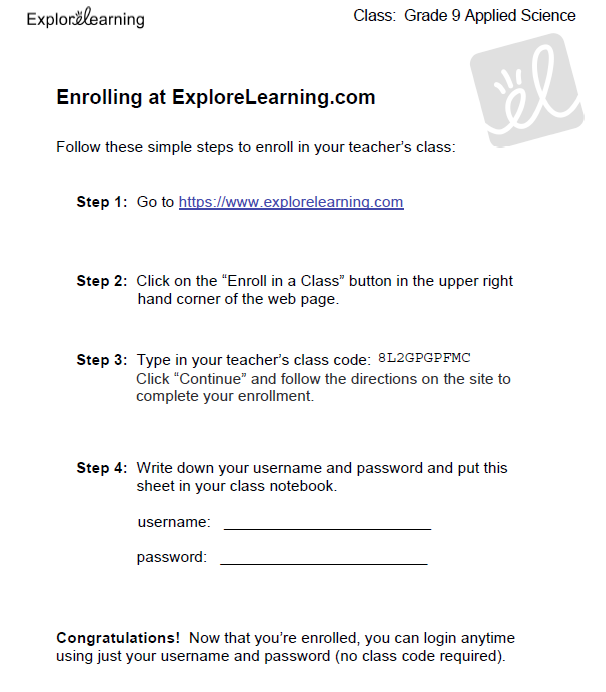 ExploreLearning
Class: Grade 9 Applied Science
el
Enrolling at ExploreLearning.com
Follow these simple steps to enroll in your teacher's class:
Step 1: Go to https://www.explorelearning.com
Step 2: Click on the “Enroll in a Class” button in the upper right
hand corner of the web page.
Step 3: Type in your teacher's class code: 8L2GPGPFMC
Click “Continue” and follow the directions on the site to
complete your enrollment.
Step 4: Write down your username and password and put this
sheet in your class notebook.
username:
password:
Congratulations! Now that you're enrolled, you can login anytime
using just your username and password (no class code required).